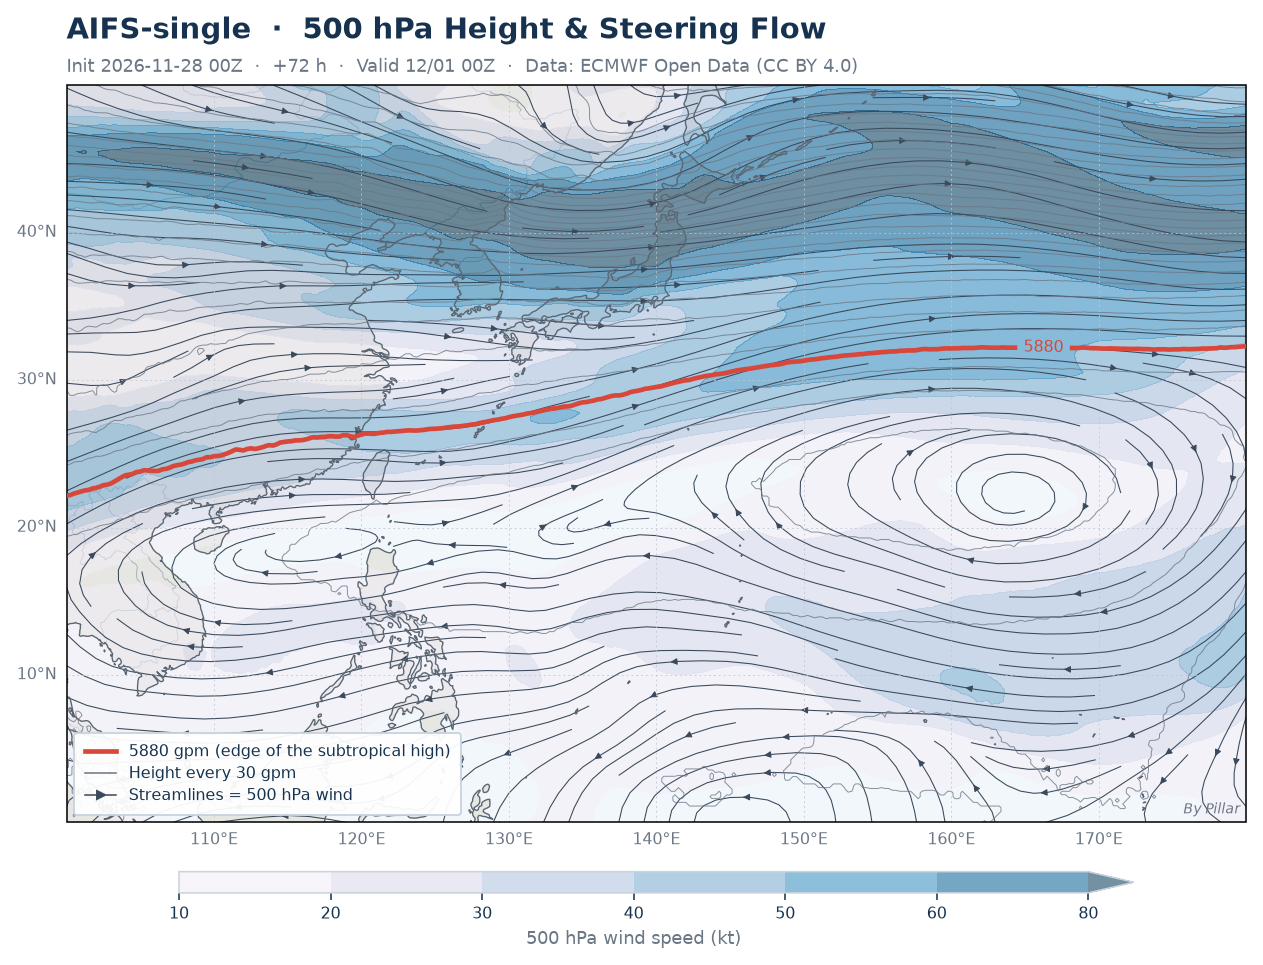 AIFS-single · 500 hPa Height & Steering Flow
Init 2026-11-28 00Z · +72 h · Valid 12/01 00Z · Data: ECMWF Open Data (CC BY 4.0)
40°N
5880
30°N
20°N
10°N
5880 gpm (edge of the subtropical high)
Height every 30 gpm
Streamlines = 500 hPa wind
By Pillar
110°E 120°E 130°E 140°E 150°E 160°E 170°E
10 20 30 40 50 60 80
500 hPa wind speed (kt)